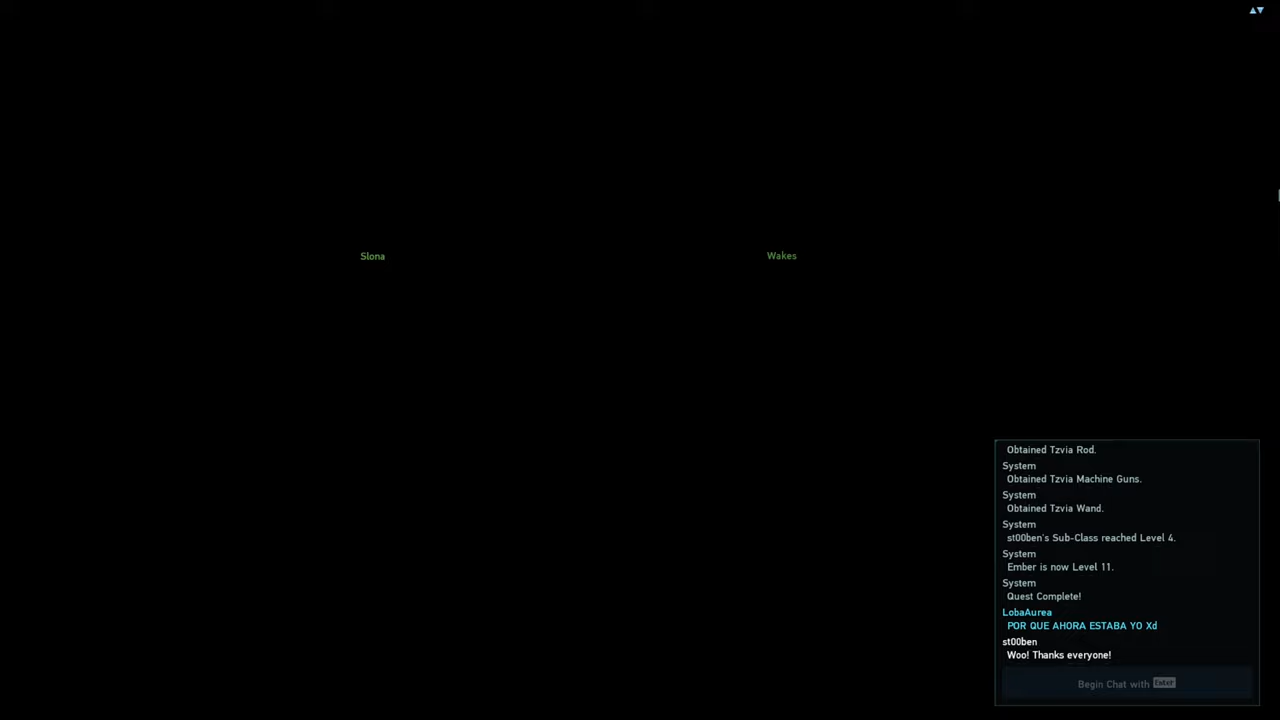 Slona
Wakes
Obtained Tzvia Rod.
System
Obtained Tzvia Machine Guns.
System
Obtained Tzvia Wand.
System
st00ben's Sub-Class reached Level 4.
System
Ember is now Level 11.
System
Quest Complete!
LobaAurea
POR QUE AHORA ESTABA YO Xd
st00ben
Woo! Thanks everyone!
Begin Chat with Enter